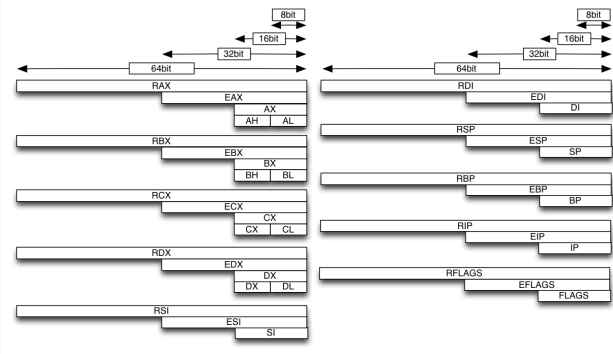 8bit
16bit
32bit
64bit
RAX
EAX
AX
AH AL
RBX
EBX
BX
BH BL
RCX
ECX
CX
CX CL
RDX
EDX
DX
DX DL
RSI
ESI
SI
8bit
16bit
32bit
64bit
RDI
EDI
DI
RSP
ESP
SP
RBP
EBP
BP
RIP
EIP
IP
RFLAGS
EFLAGS
FLAGS